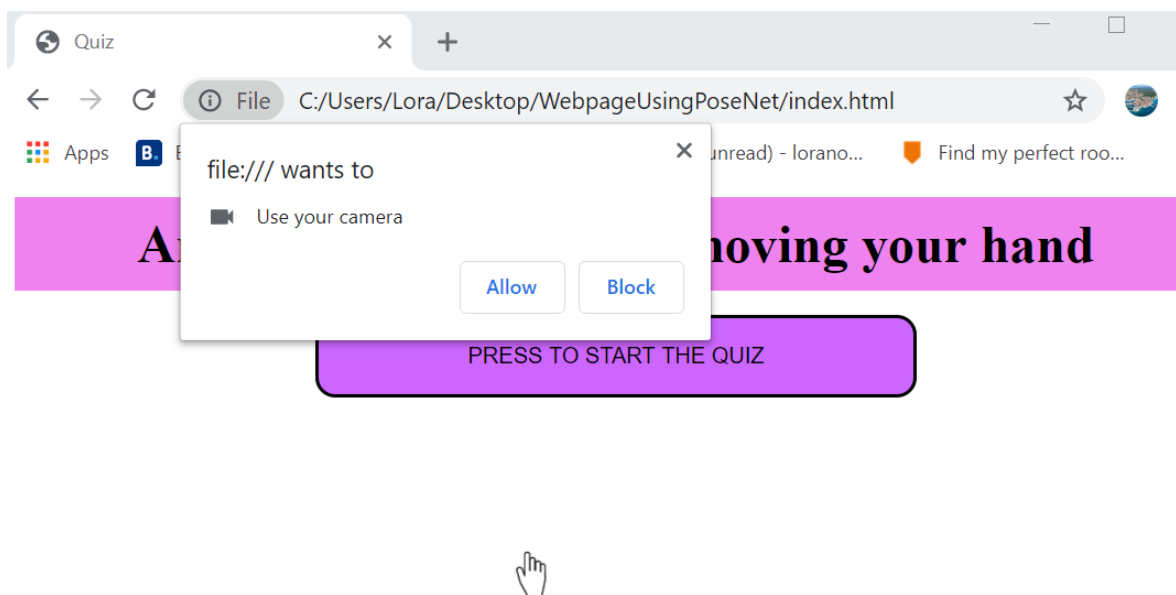 Quiz
File C:/Users/Lora/Desktop/WebpageUsingPoseNet/index.html
Apps B. unread) - lorano... Find my perfect roo...
file:/// wants to
Use your camera
Allow Block
your hand
PRESS TO START THE QUIZ